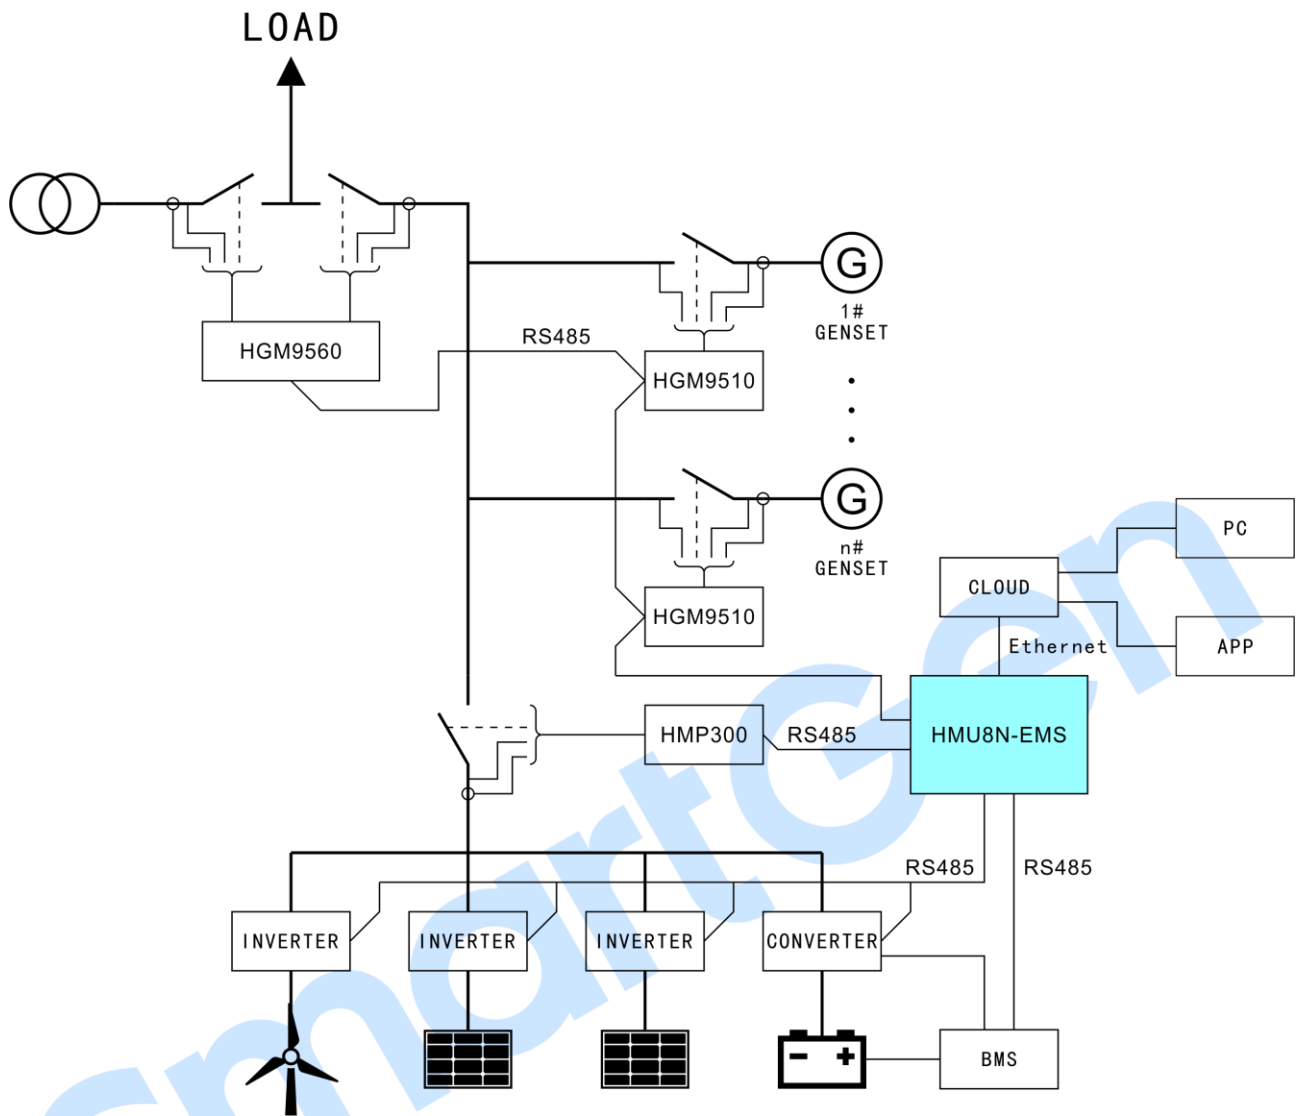 LOAD
G
1#
GENSET
RS485
HGM9560
HGM9510
G
n#
GENSET
PC
CLOUD
HGM9510
Ethernet
APP
HMP300
RS485
HMU8N-EMS
RS485
RS485
INVERTER
INVERTER
INVERTER
CONVERTER
BMS
SmartGen